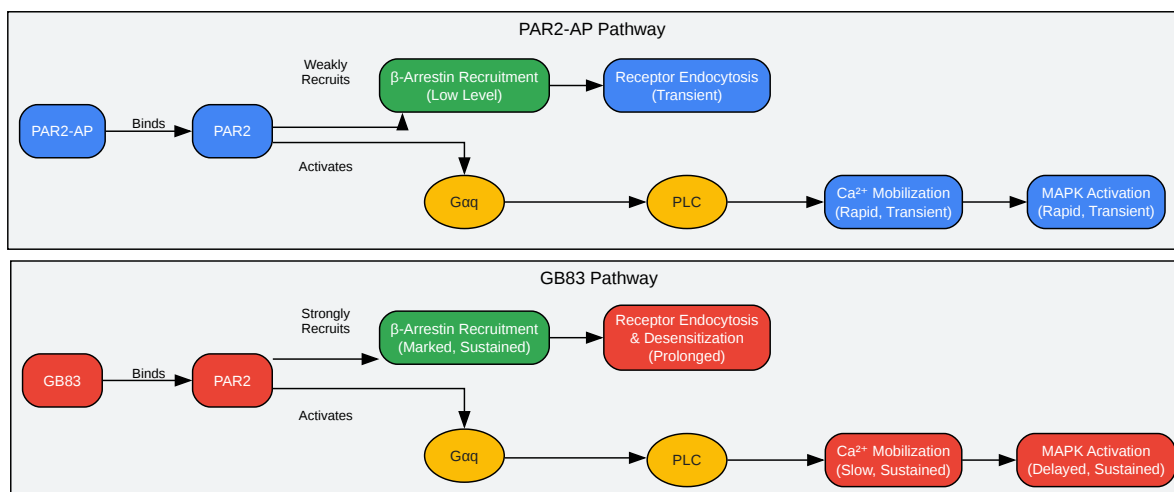 PAR2-AP Pathway
Weakly
Recruits
β-Arrestin Recruitment
(Low Level)
Receptor Endocytosis
(Transient)
PAR2-AP
Binds
PAR2
Activates
Gαq
PLC
Ca²⁺ Mobilization
(Rapid, Transient)
MAPK Activation
(Rapid, Transient)
GB83 Pathway
Strongly
Recruits
β-Arrestin Recruitment
(Marked, Sustained)
Receptor Endocytosis
& Desensitization
(Prolonged)
GB83
Binds
PAR2
Activates
Gαq
PLC
Ca²⁺ Mobilization
(Slow, Sustained)
MAPK Activation
(Delayed, Sustained)